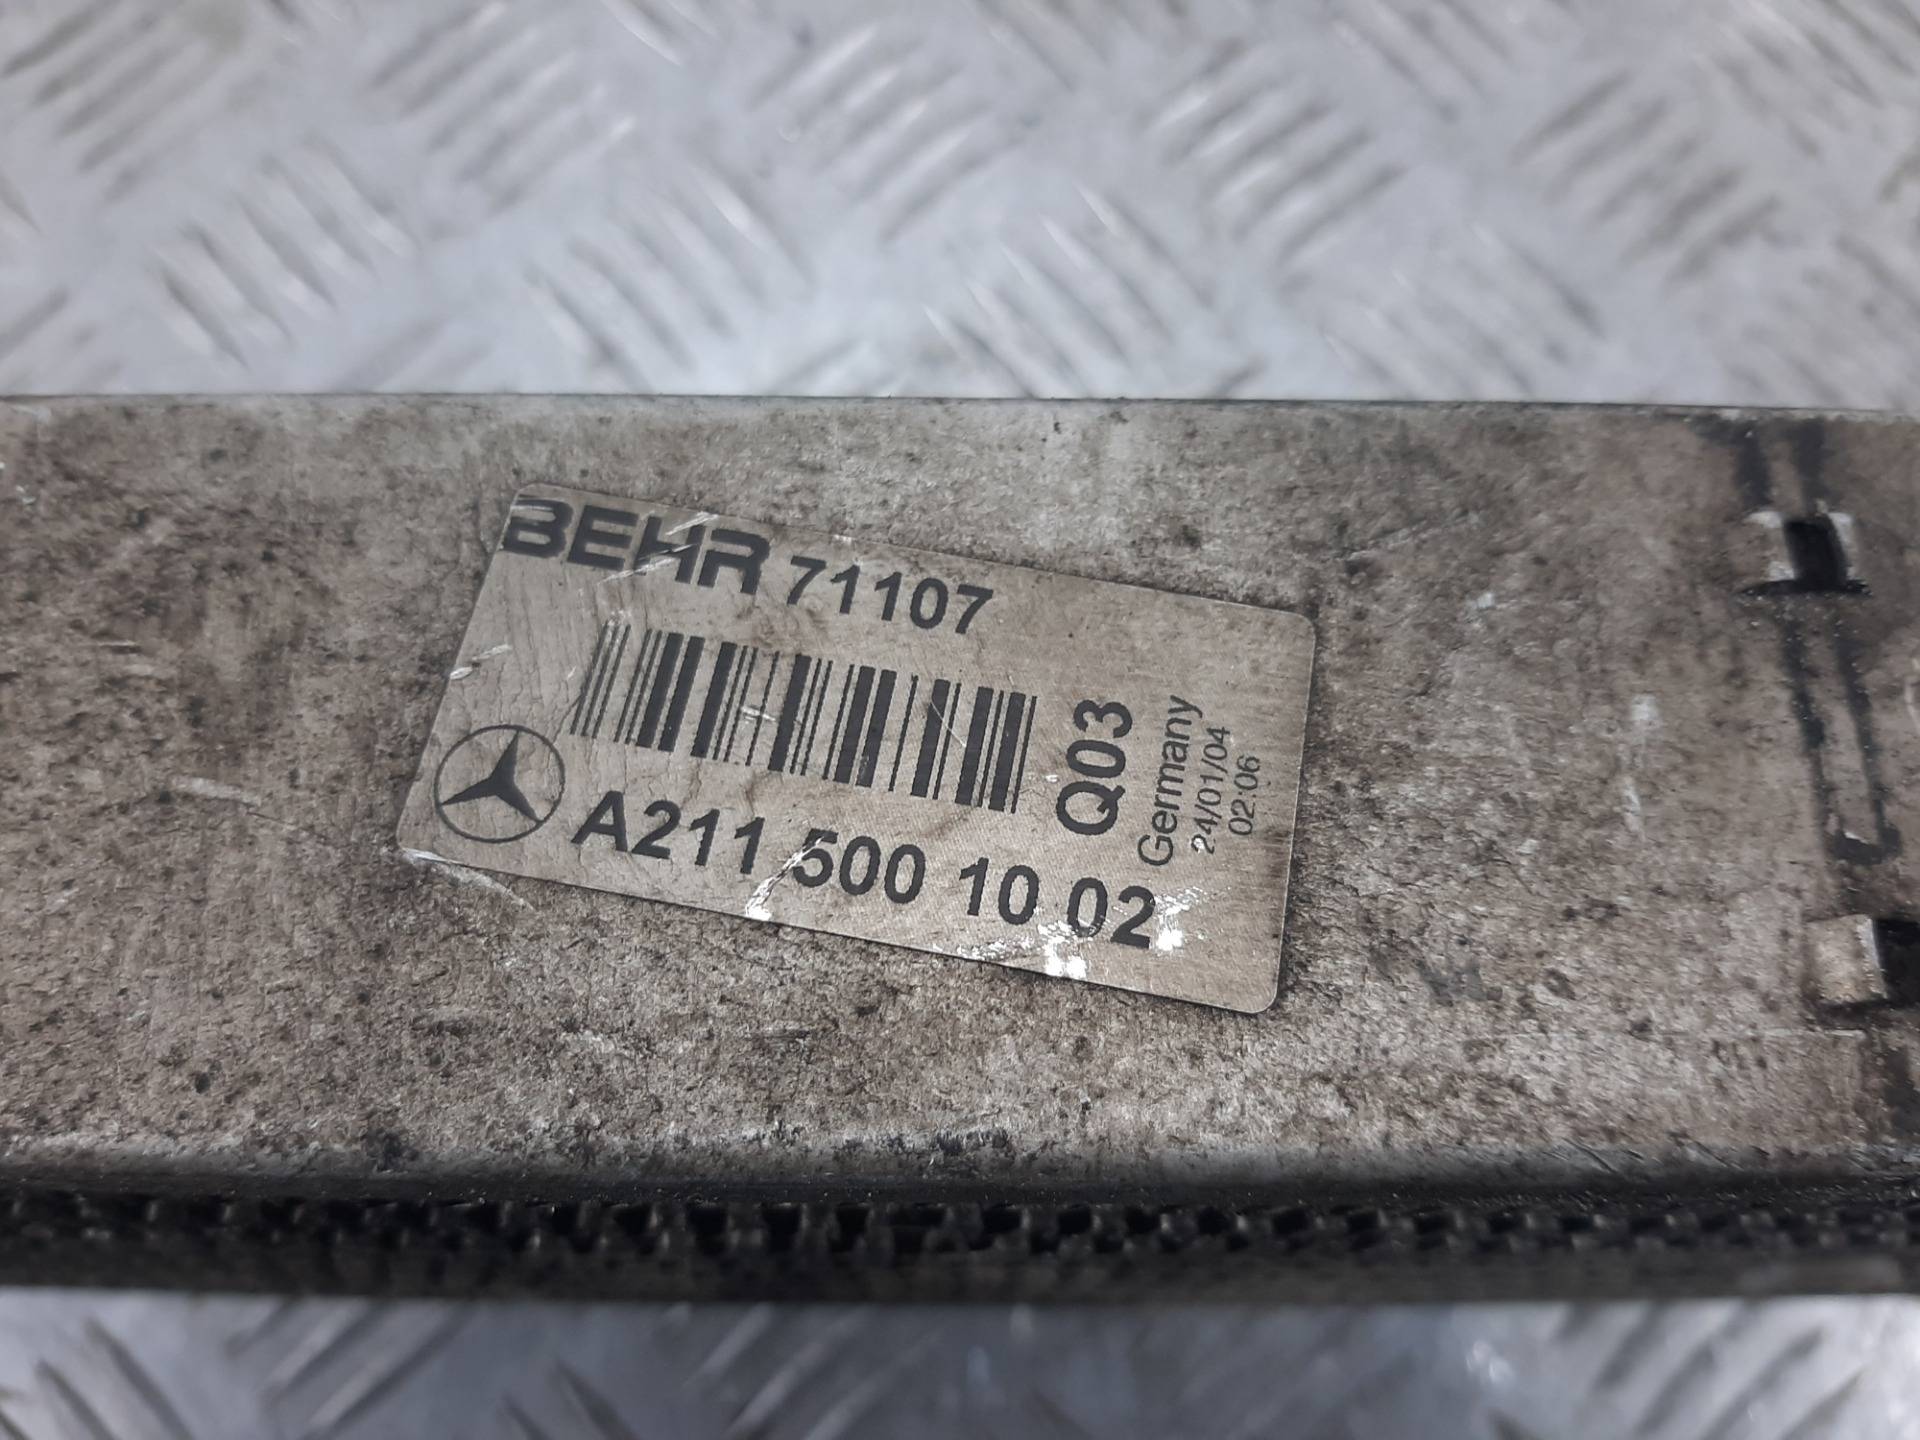 BEHR 71107
A211 500 10 02
Q03
Germany
24/01/04
02:06